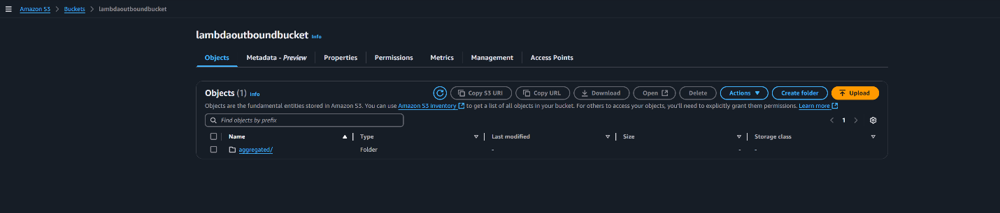 Amazon S3 > Buckets > lambdaoutboundbucket
lambdaoutboundbucket Info
Objects Metadata - Preview Properties Permissions Metrics Management Access Points
Objects (1) Info Copy S3 URI Copy URL Download Open Delete Actions Create folder Upload
Objects are the fundamental entities stored in Amazon S3. You can use Amazon S3 inventory to get a list of all objects in your bucket. For others to access your objects, you'll need to explicitly grant them permissions. Learn more
Find objects by prefix < 1 >
Name Type Last modified Size Storage class
aggregated/ Folder - - -